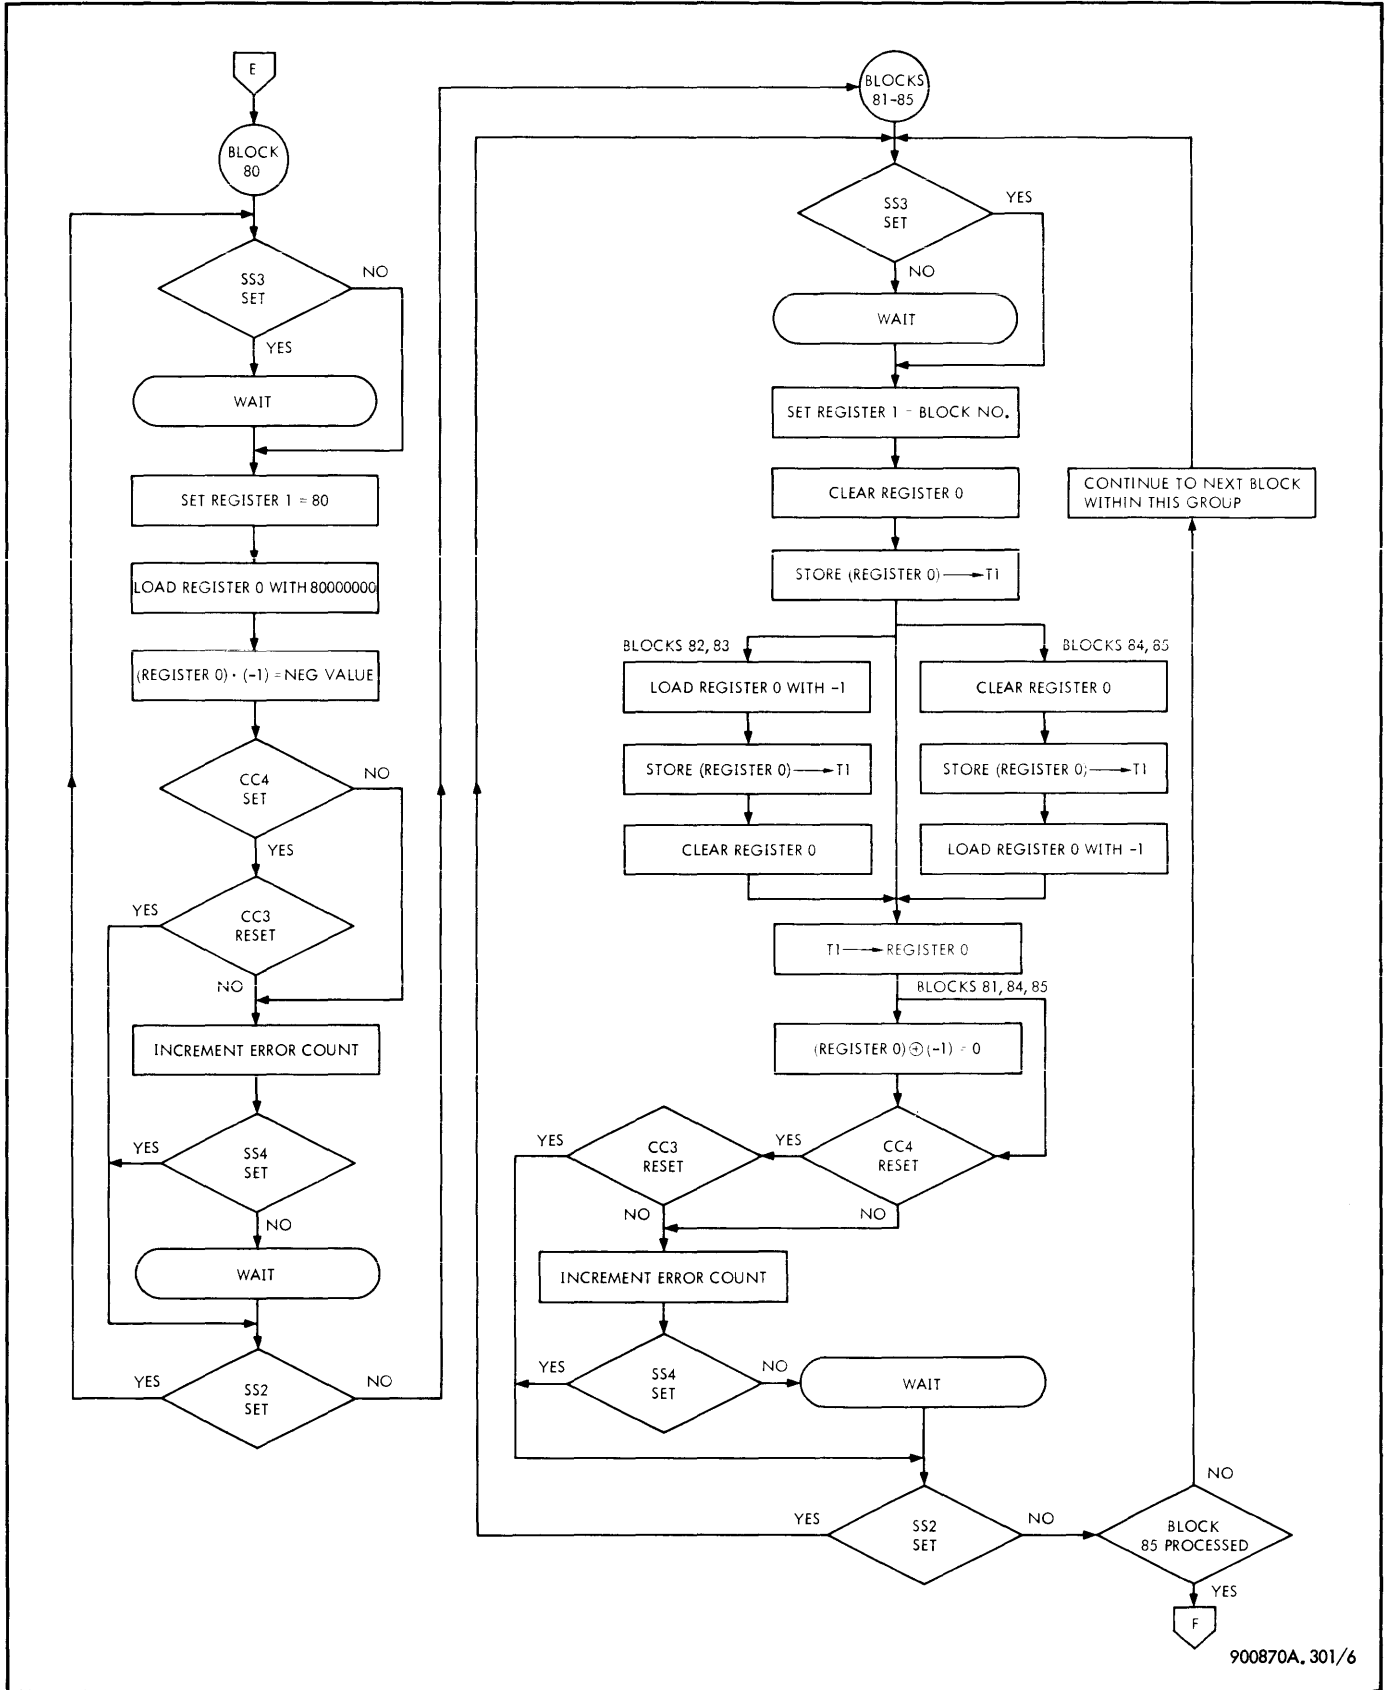 E
BLOCK
80
SS3
SET
NO
YES
WAIT
SET REGISTER 1 = 80
LOAD REGISTER 0 WITH 80000000
(REGISTER 0) · (-1) = NEG VALUE
CC4
SET
NO
YES
YES
CC3
RESET
NO
INCREMENT ERROR COUNT
YES
SS4
SET
NO
WAIT
YES
SS2
SET
NO
BLOCKS
81-85
SS3
SET
YES
NO
WAIT
SET REGISTER 1 = BLOCK NO.
CLEAR REGISTER 0
STORE (REGISTER 0) → T1
BLOCKS 82, 83
LOAD REGISTER 0 WITH -1
STORE (REGISTER 0) → T1
CLEAR REGISTER 0
BLOCKS 84, 85
CLEAR REGISTER 0
STORE (REGISTER 0) → T1
LOAD REGISTER 0 WITH -1
T1 → REGISTER 0
BLOCKS 81, 84, 85
(REGISTER 0) ⊕ (-1) = 0
YES
CC3
RESET
YES
CC4
RESET
NO
NO
INCREMENT ERROR COUNT
YES
SS4
SET
NO
WAIT
YES
SS2
SET
NO
BLOCK
85 PROCESSED
NO
YES
CONTINUE TO NEXT BLOCK
WITHIN THIS GROUP
F
900870A. 301/6